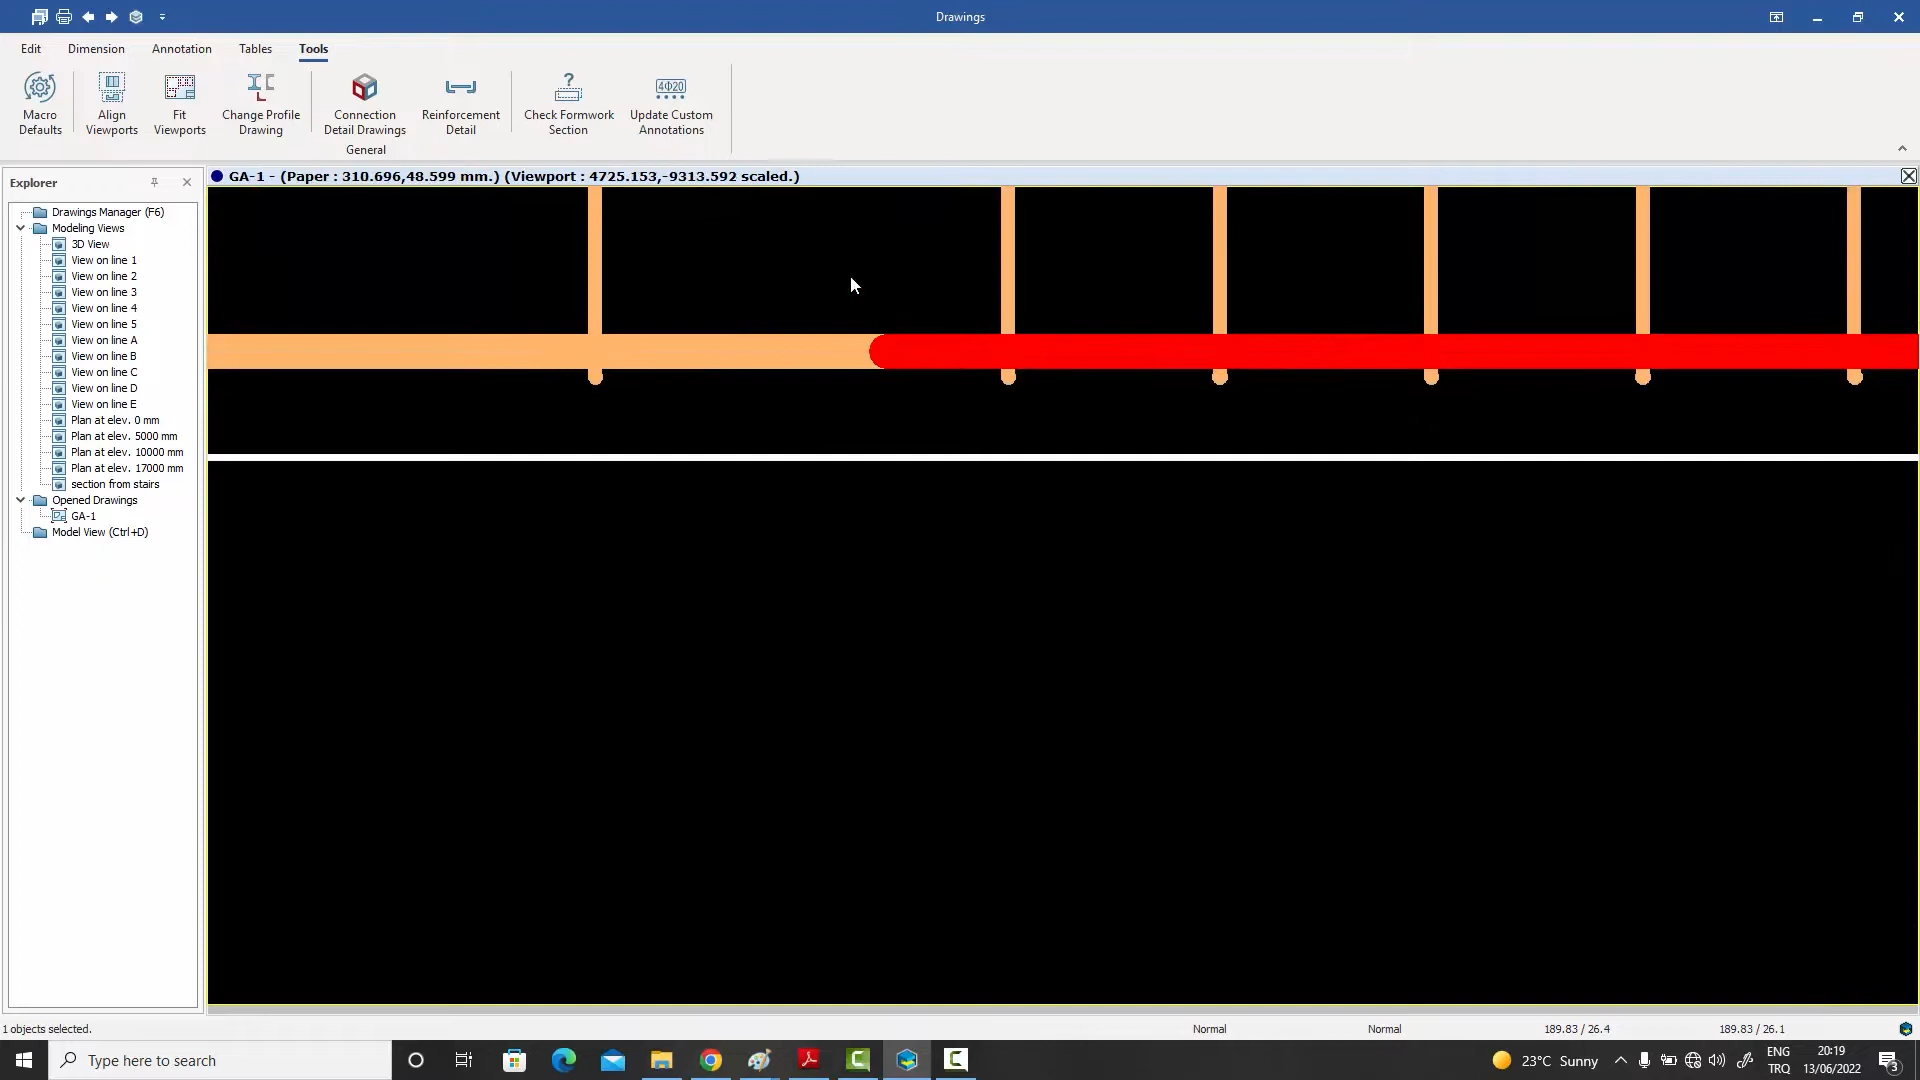 Drawings
Edit Dimension Annotation Tables Tools
Macro Defaults
Align Viewports
Fit Viewports
Change Profile Drawing
Connection Detail Drawings
Reinforcement Detail
Check Formwork Section
4Φ20
Update Custom Annotations
General
Explorer
GA-1 - (Paper : 310.696,48.599 mm.) (Viewport : 4725.153,-9313.592 scaled.)
Drawings Manager (F6)
Modeling Views
3D View
View on line 1
View on line 2
View on line 3
View on line 4
View on line 5
View on line A
View on line B
View on line C
View on line D
View on line E
Plan at elev. 0 mm
Plan at elev. 5000 mm
Plan at elev. 10000 mm
Plan at elev. 17000 mm
section from stairs
Opened Drawings
GA-1
Model View (Ctrl+D)
1 objects selected.
Normal
Normal
189.83 / 26.4
189.83 / 26.1
Type here to search
23°C Sunny
ENG
TRQ
20:19
13/06/2022
3